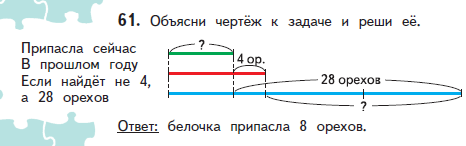 61. Объясни чертёж к задаче и реши её.
Припасла сейчас
В прошлом году
Если найдёт не 4,
а 28 орехов
?
4 ор.
28 орехов
?
Ответ: белочка припасла 8 орехов.